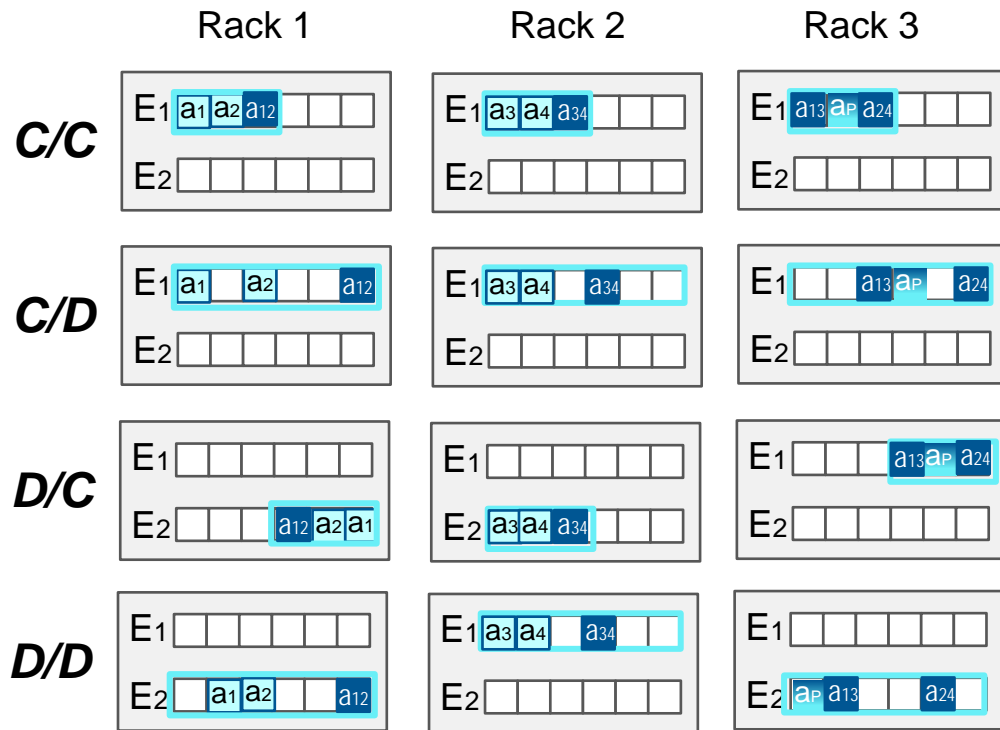 Rack 1 Rack 2 Rack 3
C/C
E1 a1 a2 a12 E1 a3 a4 a34 E1 a13 aP a24
E2 E2 E2
C/D
E1 a1 a2 a12 E1 a3 a4 a34 E1 a13 aP a24
E2 E2 E2
D/C
E1 E1 E1 a13 aP a24
E2 a12 a2 a1 E2 a3 a4 a34 E2
D/D
E1 E1 a3 a4 a34 E1
E2 a1 a2 a12 E2 E2 aP a13 a24